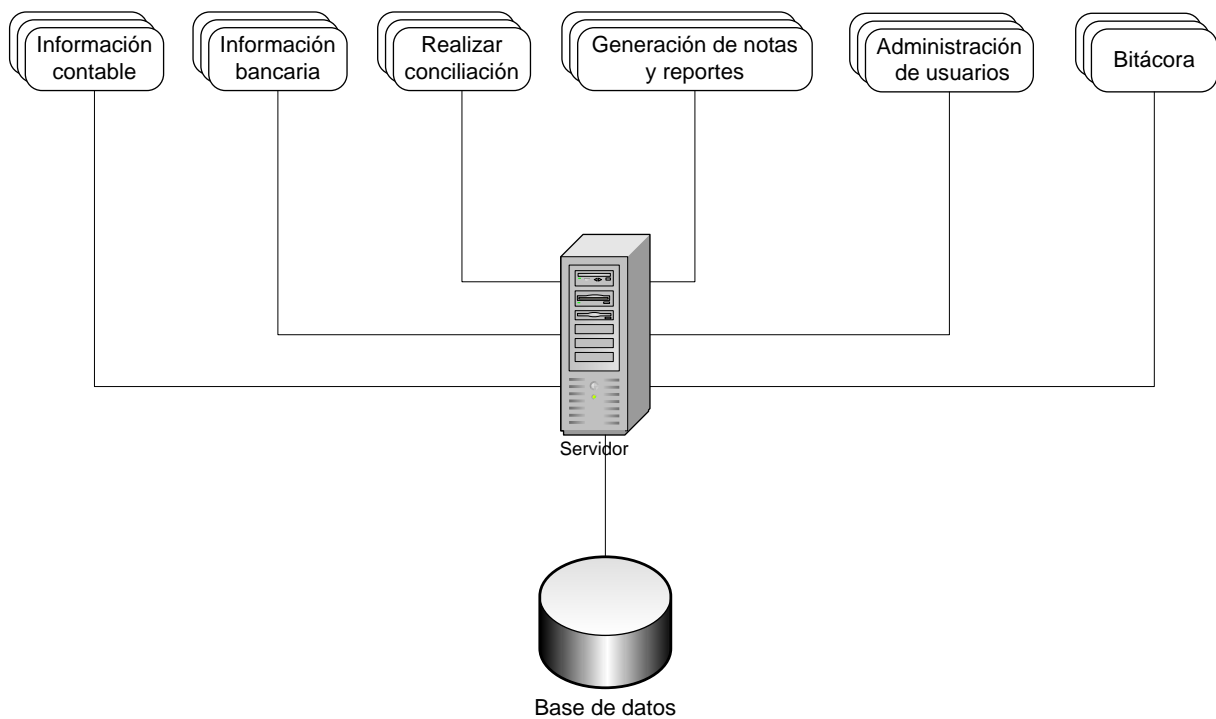 Información
contable
Información
bancaria
Realizar
conciliación
Generación de notas
y reportes
Administración
de usuarios
Bitácora
Servidor
Base de datos